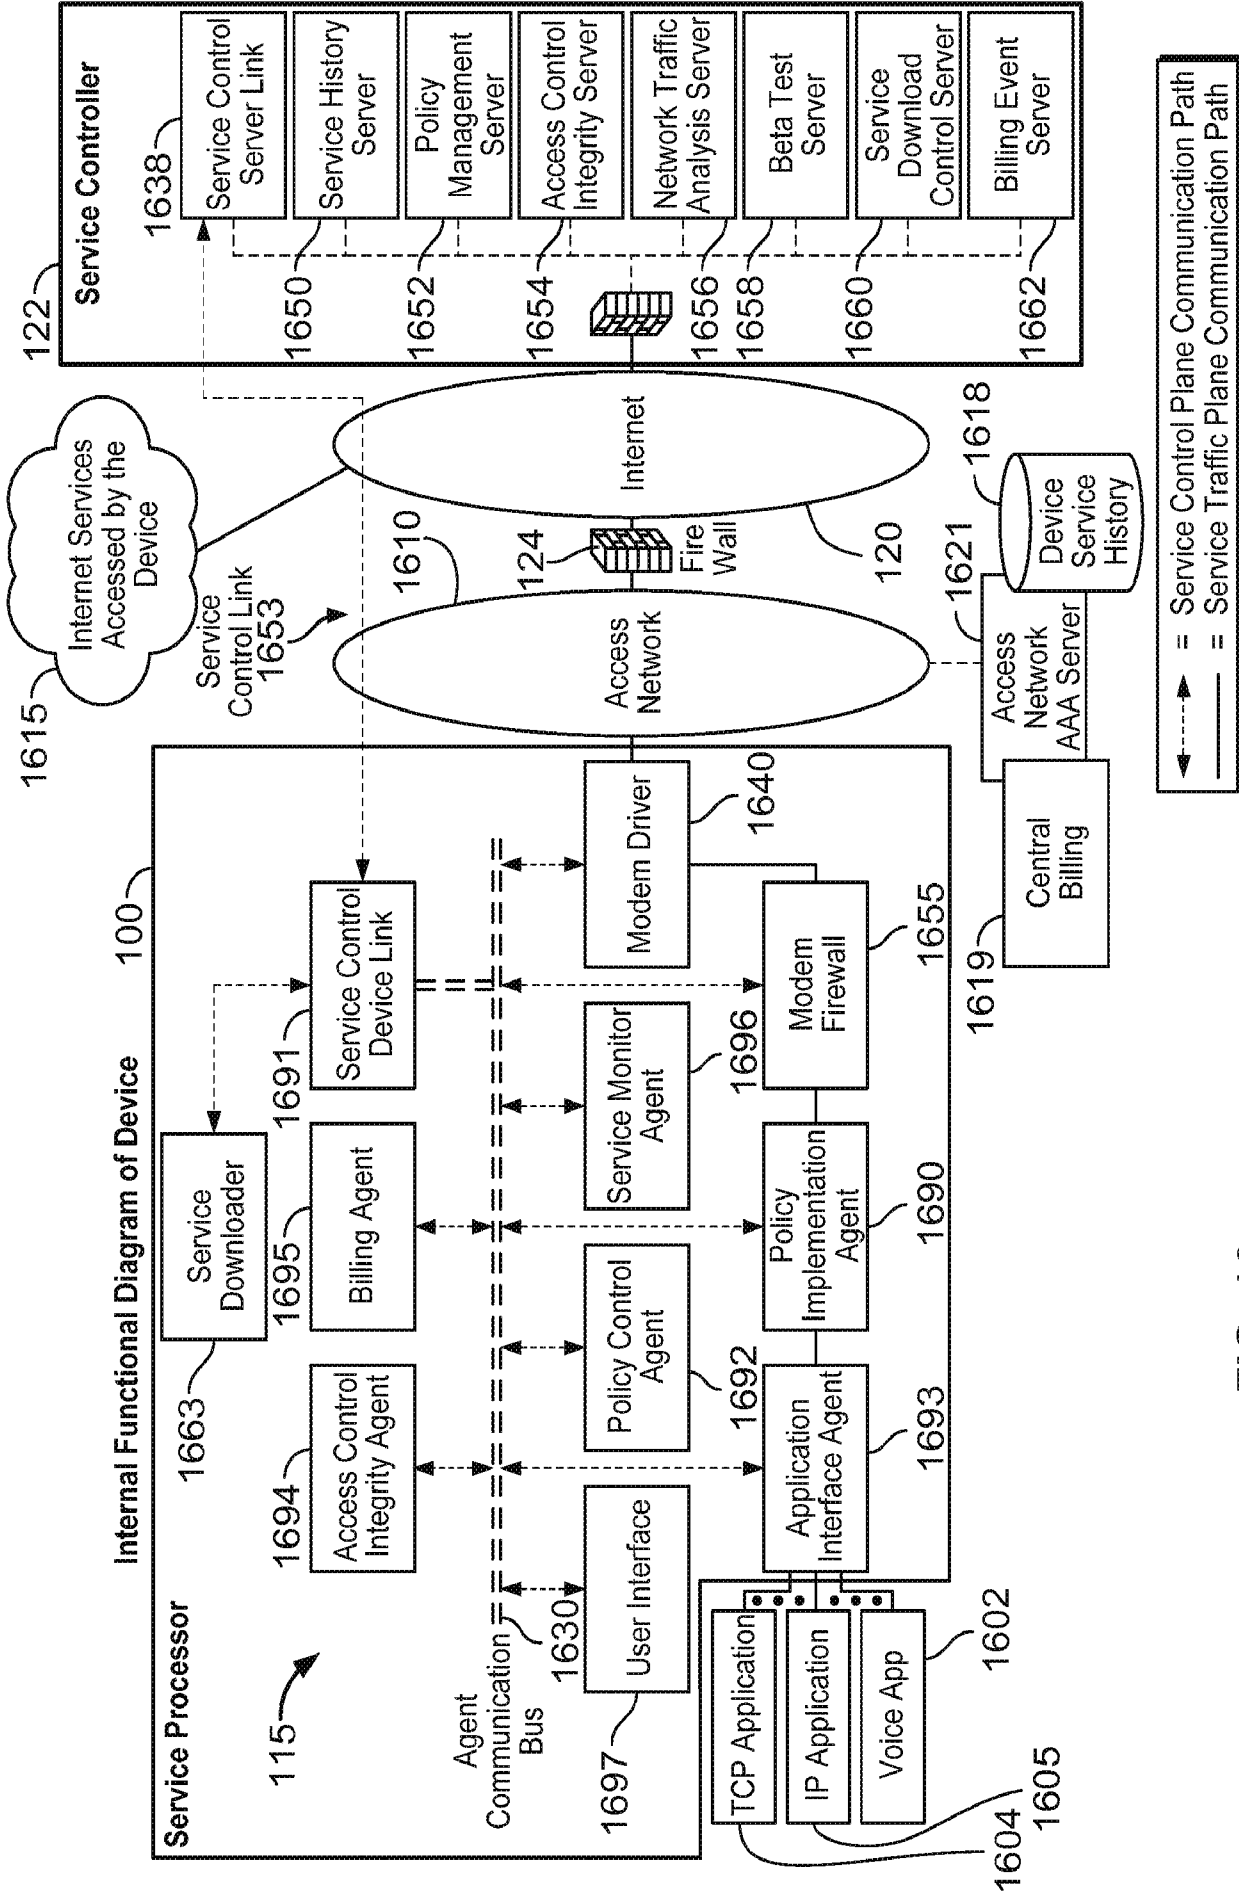 Internal Functional Diagram of Device
100
Service Processor
115
1663
Service
Downloader
1694
Access Control
Integrity Agent
1695
Billing Agent
1691
Service Control
Device Link
Agent
Communication
Bus
1630
1697
User Interface
Policy Control
Agent
1692
Service Monitor
Agent
1696
Modem Driver
1640
1604
TCP Application
1605
IP Application
Voice App
1602
Application
Interface Agent
1693
Policy
Implementation
Agent
1690
Modem
Firewall
1655
1615
Internet Services
Accessed by the
Device
Service
Control Link
1653
1610
Access
Network
124
Fire
Wall
Internet
120
1619
Central
Billing
Access
Network
AAA Server
1621
Device
Service
History
1618
122
Service Controller
1638
Service Control
Server Link
1650
Service History
Server
1652
Policy
Management
Server
1654
Access Control
Integrity Server
1656
Network Traffic
Analysis Server
1658
Beta Test
Server
1660
Service
Download
Control Server
1662
Billing Event
Server
= Service Control Plane Communication Path
= Service Traffic Plane Communication Path